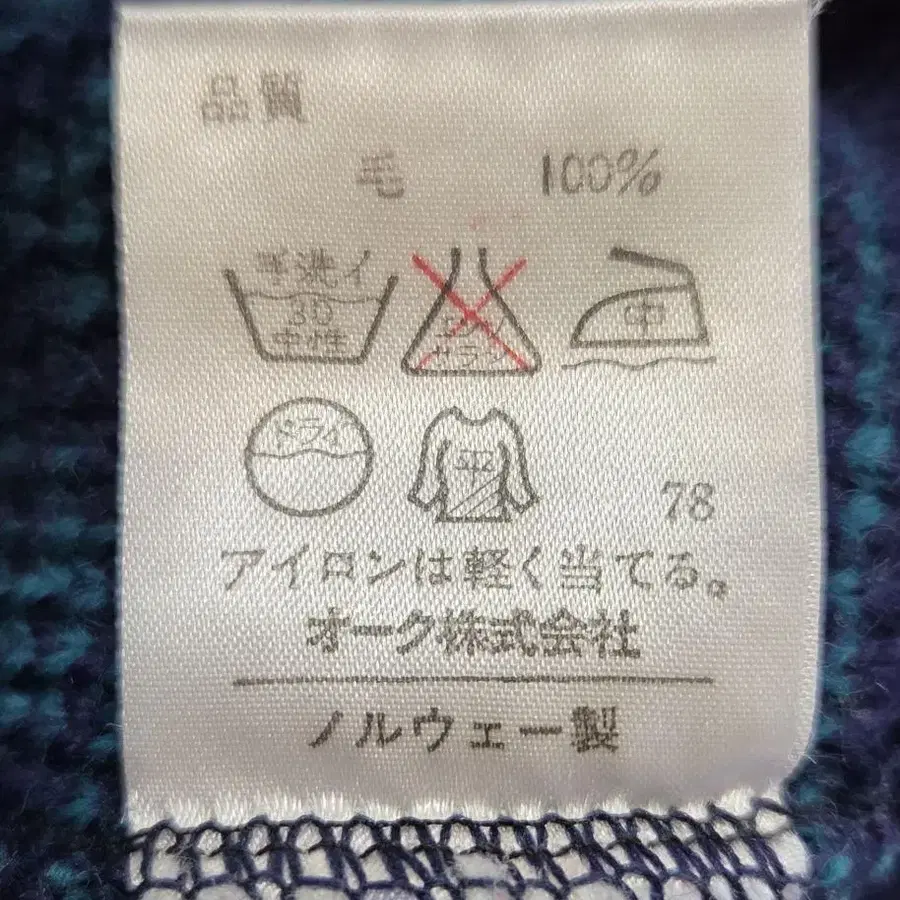 品質
毛 100%
手洗イ
30
中性
エンソ
サラシ
中
ドライ
平
78
アイロンは軽く当てる。
オーク株式会社
ノルウェー製